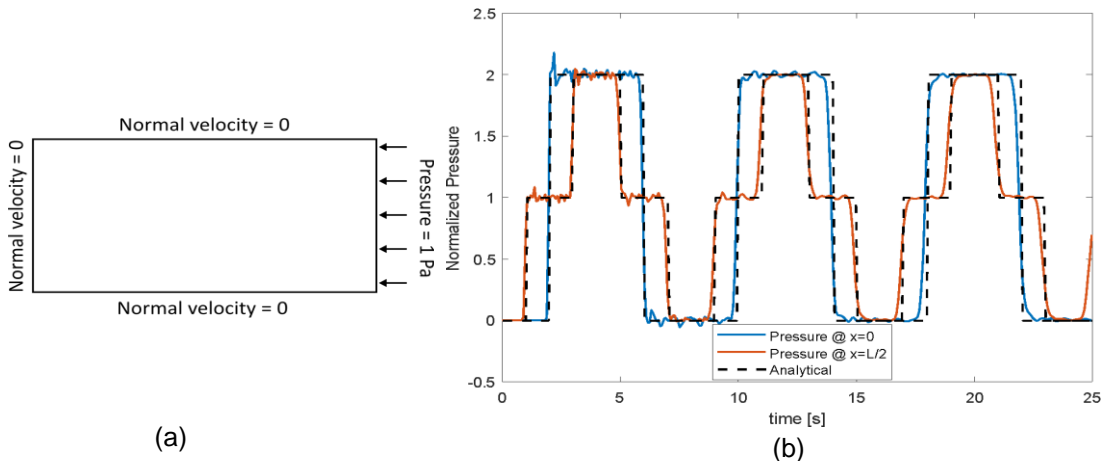 Normal velocity = 0
Normal velocity = 0
Pressure = 1 Pa
Normal velocity = 0
(a)
Normalized Pressure
2.5
2
1.5
1
0.5
0
-0.5
0
5
10
15
20
25
Pressure @ x=0
Pressure @ x=L/2
Analytical
time [s]
(b)